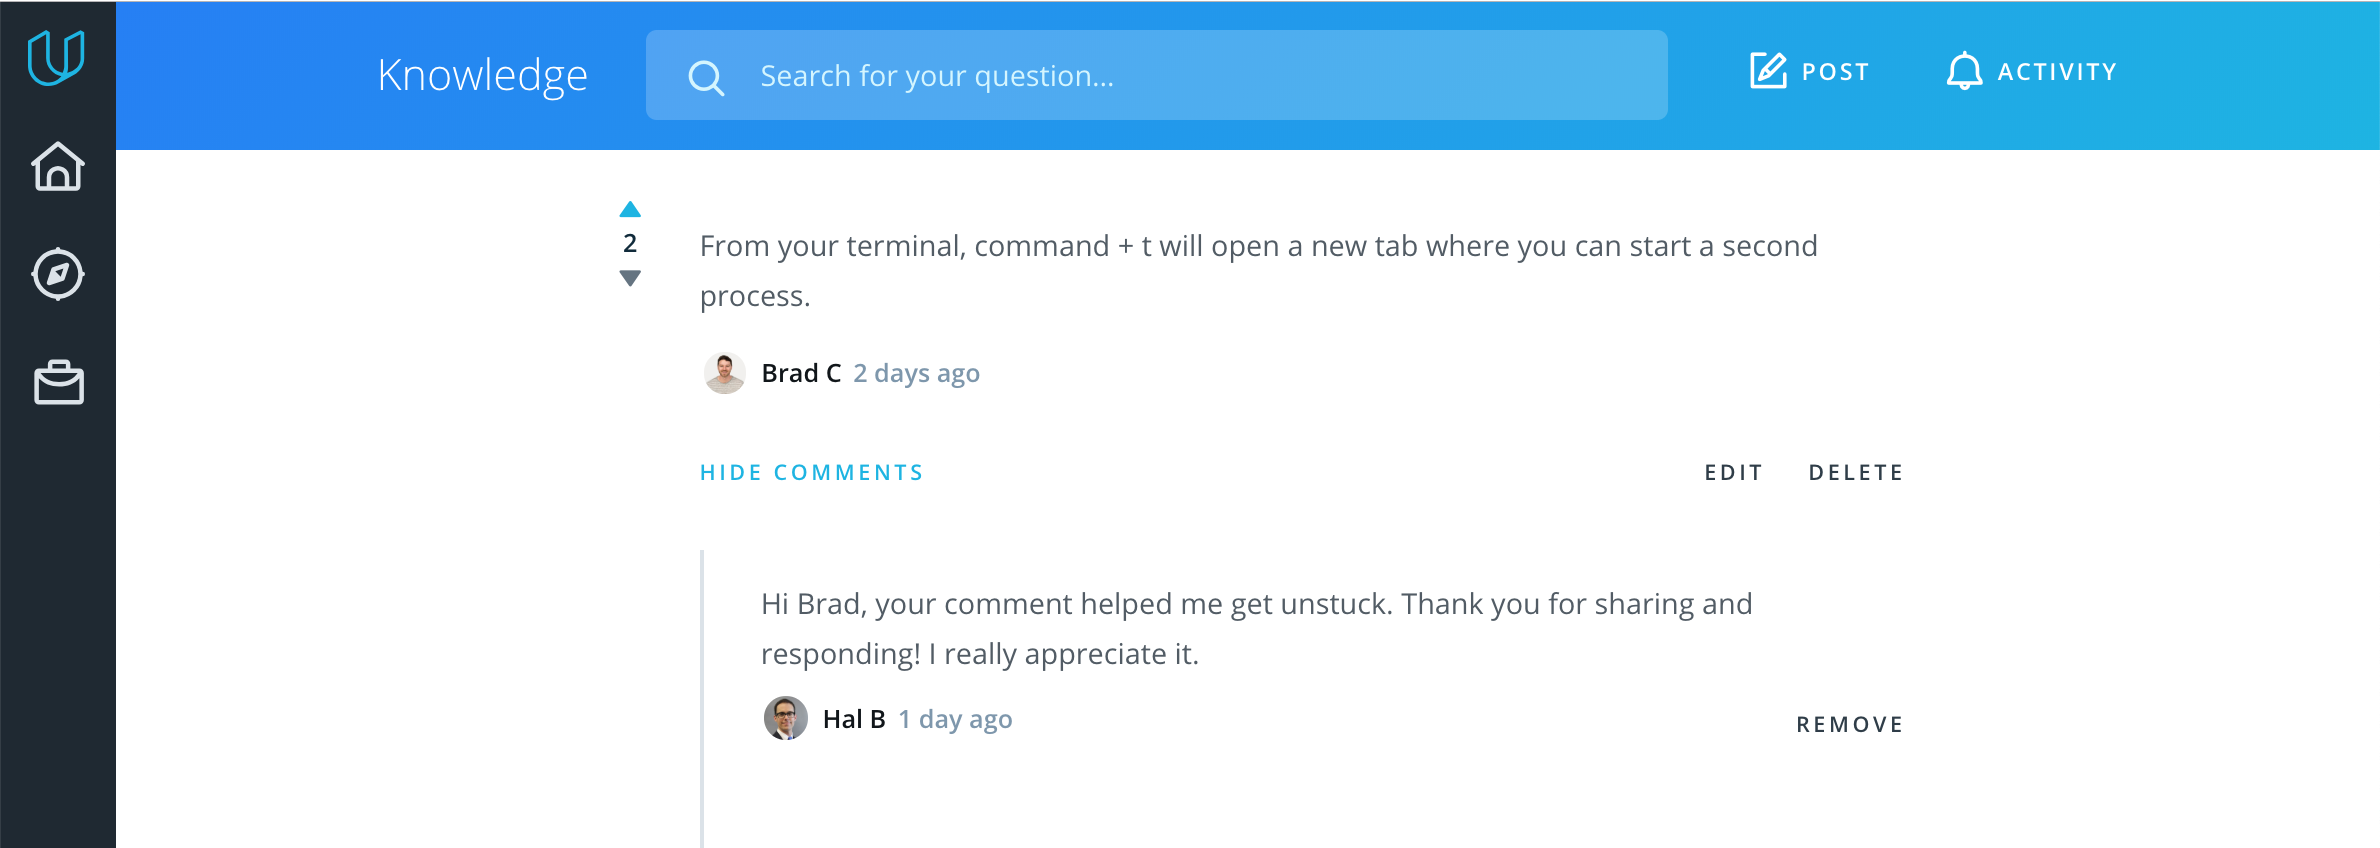 Knowledge
Search for your question...
POST
ACTIVITY
2
From your terminal, command + t will open a new tab where you can start a second
process.
Brad C 2 days ago
HIDE COMMENTS
EDIT
DELETE
Hi Brad, your comment helped me get unstuck. Thank you for sharing and
responding! I really appreciate it.
Hal B 1 day ago
REMOVE